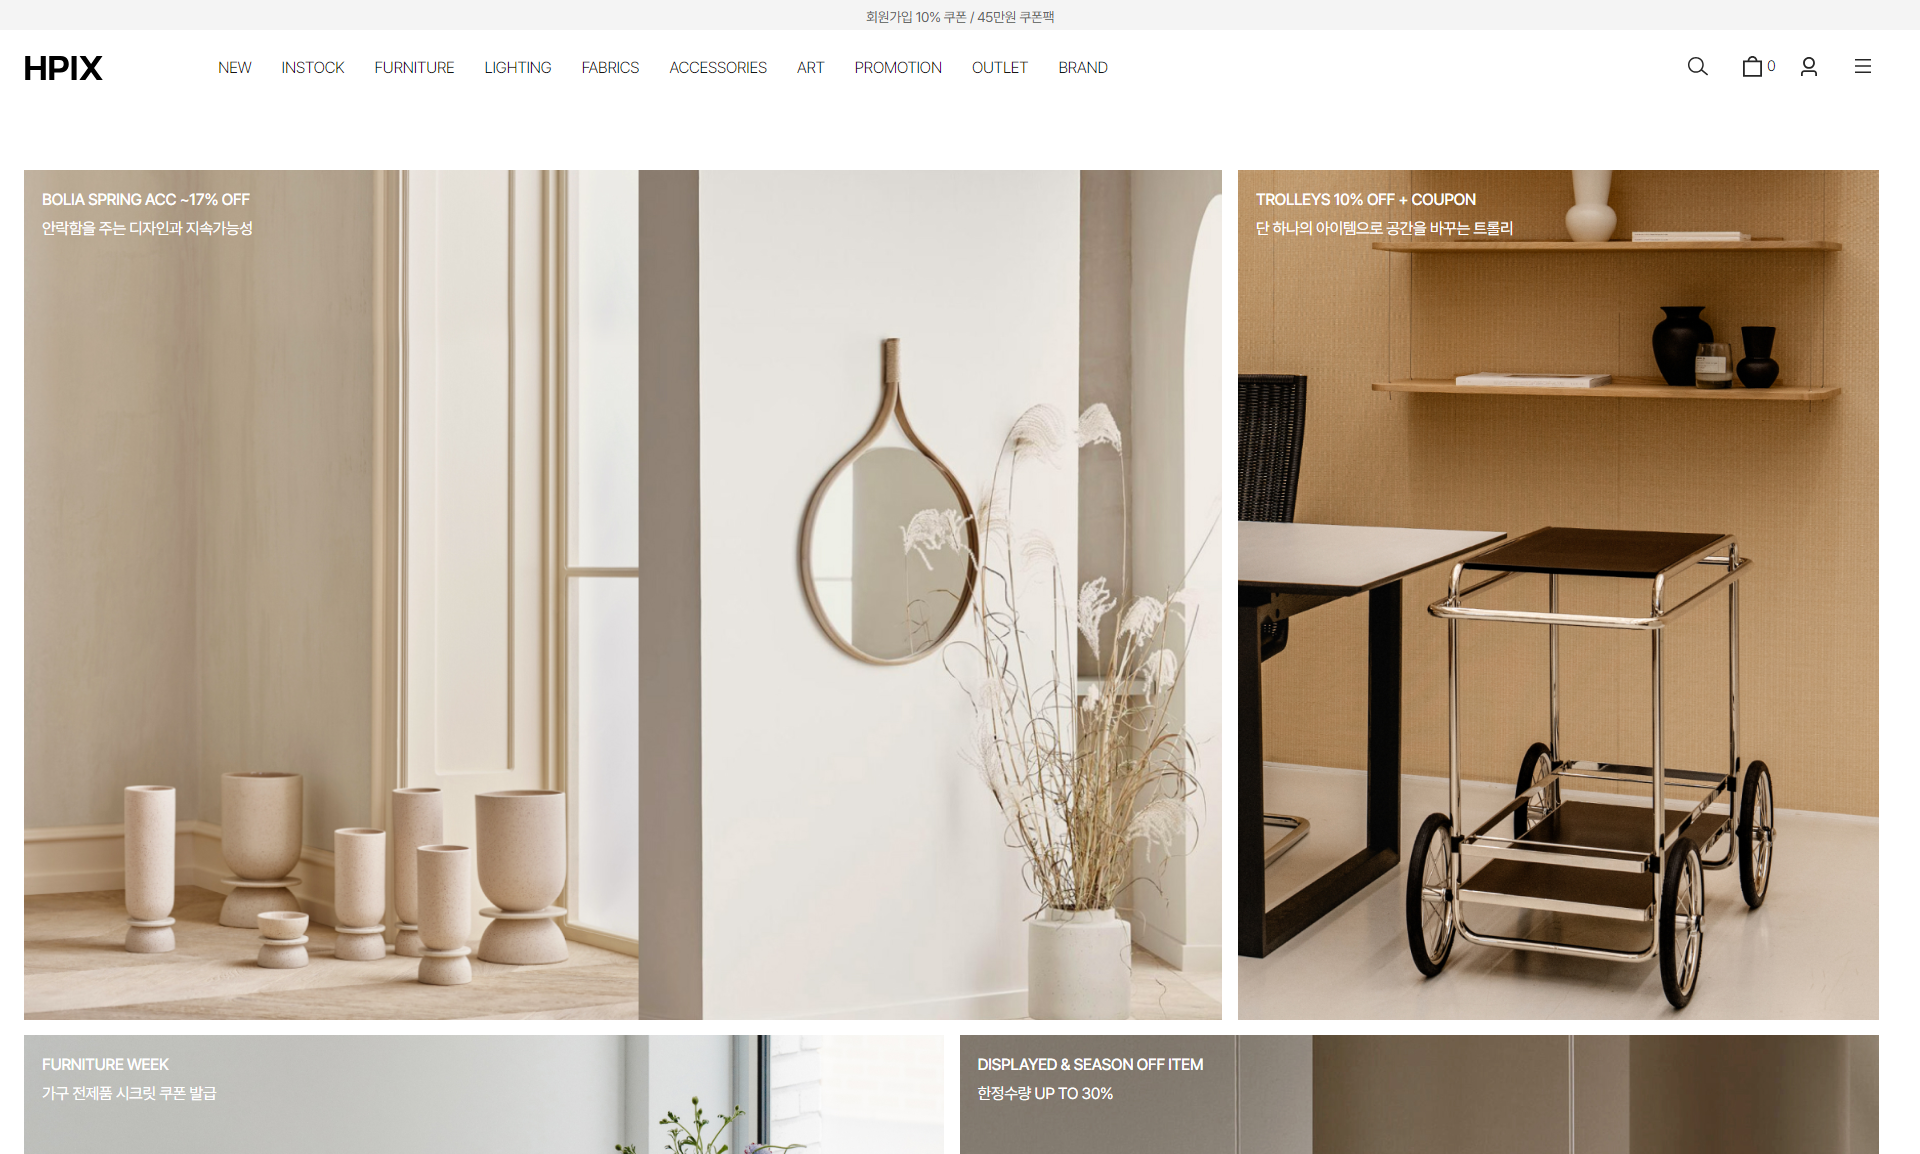 회원가입 10% 쿠폰 / 45만원 쿠폰팩
HPIX
NEW INSTOCK FURNITURE LIGHTING FABRICS ACCESSORIES ART PROMOTION OUTLET BRAND
0
BOLIA SPRING ACC ~17% OFF
안락함을 주는 디자인과 지속가능성
TROLLEYS 10% OFF + COUPON
단 하나의 아이템으로 공간을 바꾸는 트롤리
FURNITURE WEEK
가구 전제품 시크릿 쿠폰 발급
DISPLAYED & SEASON OFF ITEM
한정수량 UP TO 30%